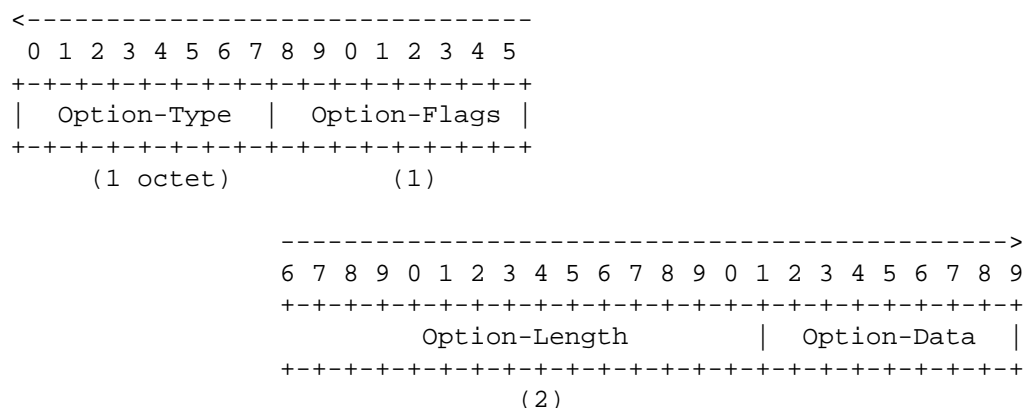 <---------------------------------
 0 1 2 3 4 5 6 7 8 9 0 1 2 3 4 5
+-+-+-+-+-+-+-+-+-+-+-+-+-+-+-+-+
|  Option-Type  |  Option-Flags |
+-+-+-+-+-+-+-+-+-+-+-+-+-+-+-+-+
     (1 octet)          (1)
                 ---------------------------------------------->
                 6 7 8 9 0 1 2 3 4 5 6 7 8 9 0 1 2 3 4 5 6 7 8 9
                 +-+-+-+-+-+-+-+-+-+-+-+-+-+-+-+-+-+-+-+-+-+-+-+
                          Option-Length        |  Option-Data  |
                 +-+-+-+-+-+-+-+-+-+-+-+-+-+-+-+-+-+-+-+-+-+-+-+
                                (2)